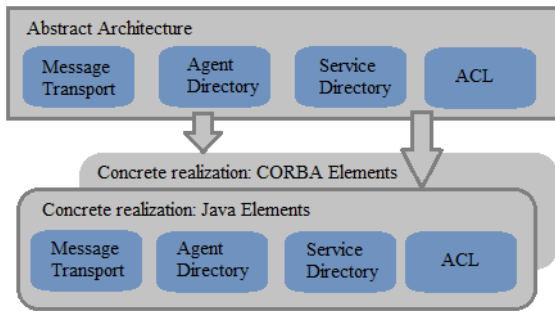 Abstract Architecture
Message
Transport
Agent
Directory
Service
Directory
ACL
Concrete realization: CORBA Elements
Concrete realization: Java Elements
Message
Transport
Agent
Directory
Service
Directory
ACL